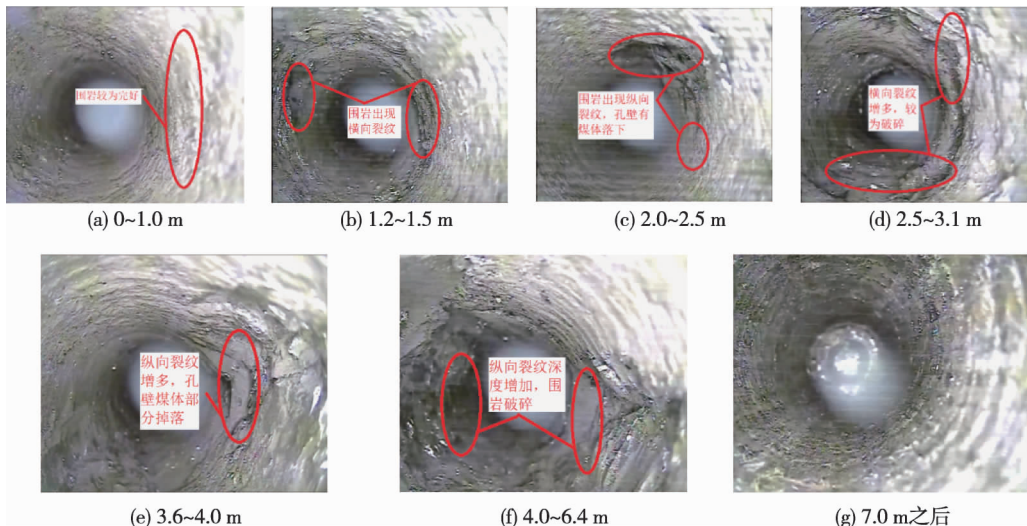 围岩较为完好
围岩出现
横向裂纹
围岩出现纵向
裂纹，孔壁有
煤体落下
横向裂纹
增多，较
为破碎
(a) 0~1.0 m
(b) 1.2~1.5 m
(c) 2.0~2.5 m
(d) 2.5~3.1 m
纵向裂纹
增多，孔
壁煤体部
分掉落
纵向裂纹深
度增加，围
岩破碎
(e) 3.6~4.0 m
(f) 4.0~6.4 m
(g) 7.0 m之后